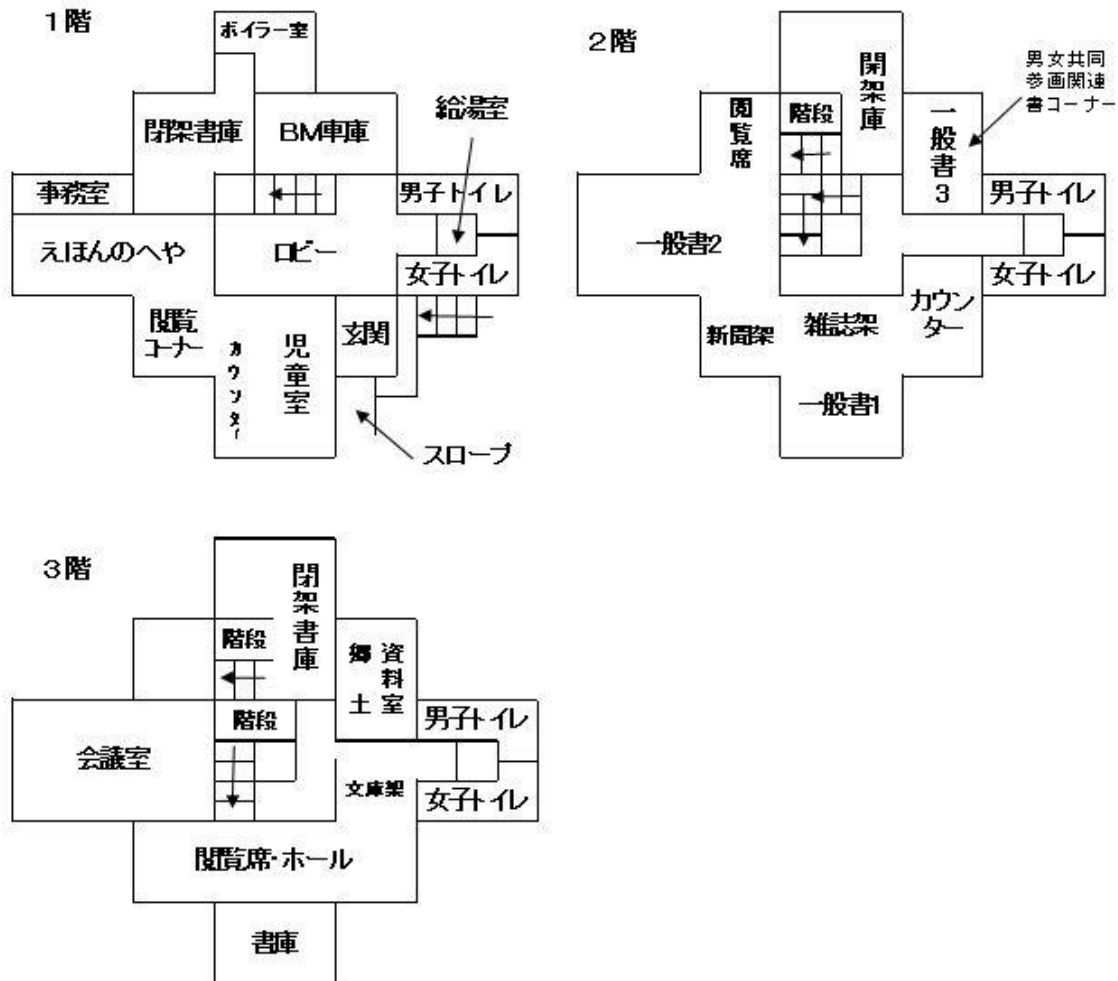 1階
ボイラー室
閉架書庫
BM車庫
給湯室
事務室
男子トイレ
えほんのへや
ロビー
女子トイレ
閲覧
コーナー
カウンター
児童室
玄関
スロープ
2階
男女共同
参画関連
書コーナー
開架庫
閲覧席
階段
一般書3
男子トイレ
一般書2
女子トイレ
カウン
ター
新聞架
雑誌架
一般書1
3階
閉架書庫
階段
郷土
資料室
階段
男子トイレ
会議室
文庫架
女子トイレ
閲覧席・ホール
書庫